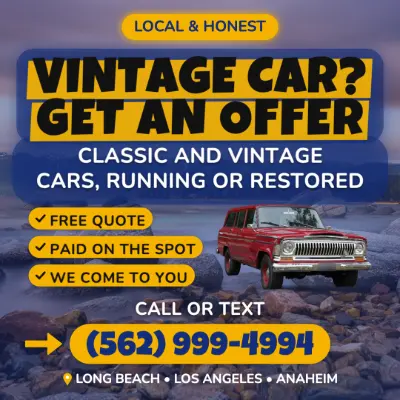 LOCAL & HONEST
VINTAGE CAR?
GET AN OFFER
CLASSIC AND VINTAGE
CARS, RUNNING OR RESTORED
FREE QUOTE
PAID ON THE SPOT
WE COME TO YOU
CALL OR TEXT
(562) 999-4994
LONG BEACH • LOS ANGELES • ANAHEIM